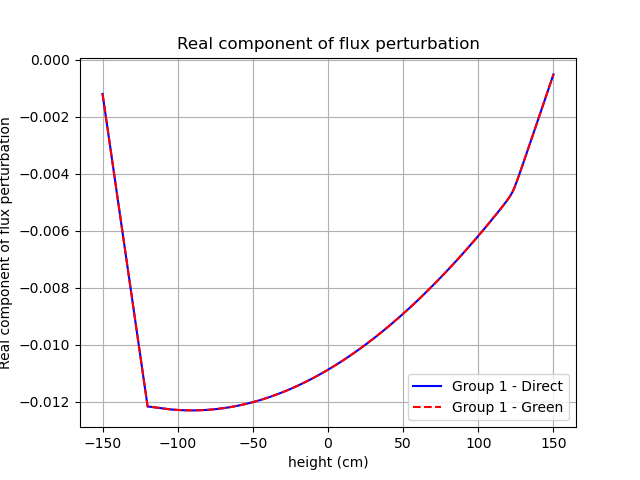 Real component of flux perturbation
Real component of flux perturbation
0.000
−0.002
−0.004
−0.006
−0.008
−0.010
−0.012
−150
−100
−50
0
50
100
150
height (cm)
Group 1 - Direct
Group 1 - Green